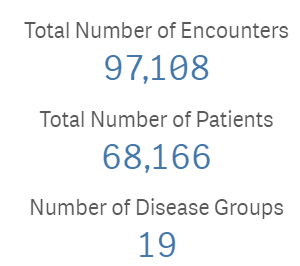 Total Number of Encounters
97,108
Total Number of Patients
68,166
Number of Disease Groups
19